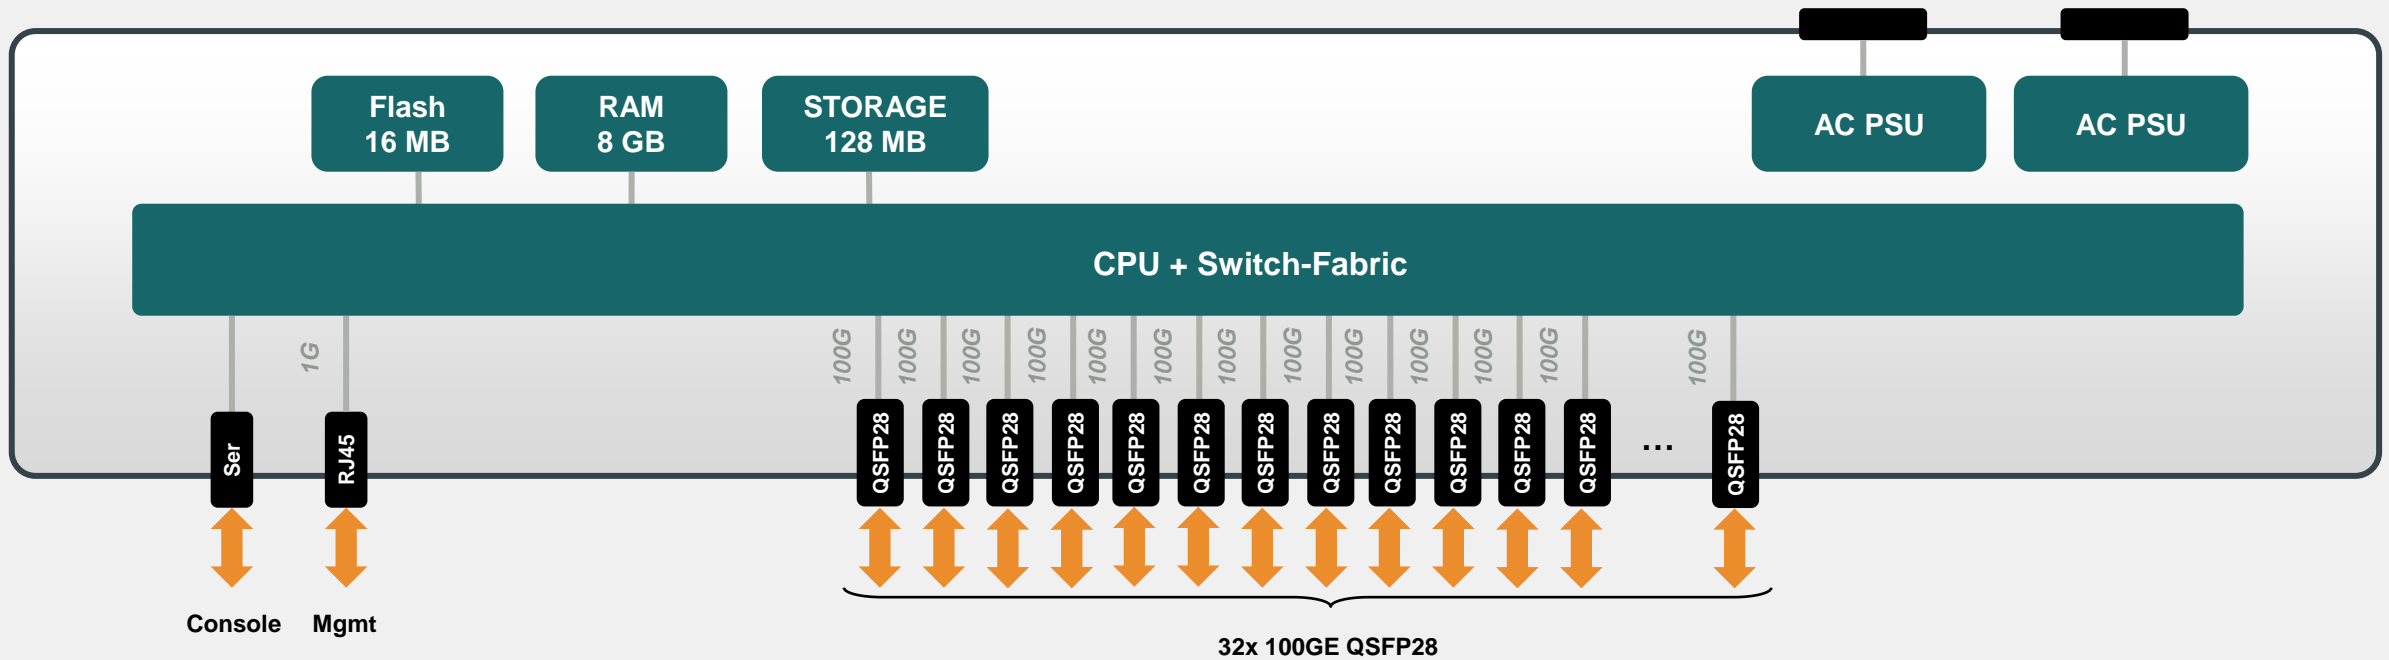 Flash
16 MB
RAM
8 GB
STORAGE
128 MB
AC PSU
AC PSU
CPU + Switch-Fabric
1G
100G
100G
100G
100G
100G
100G
100G
100G
100G
100G
100G
100G
100G
Ser
RJ45
QSFP28
QSFP28
QSFP28
QSFP28
QSFP28
QSFP28
QSFP28
QSFP28
QSFP28
QSFP28
QSFP28
QSFP28
...
QSFP28
Console
Mgmt
32x 100GE QSFP28